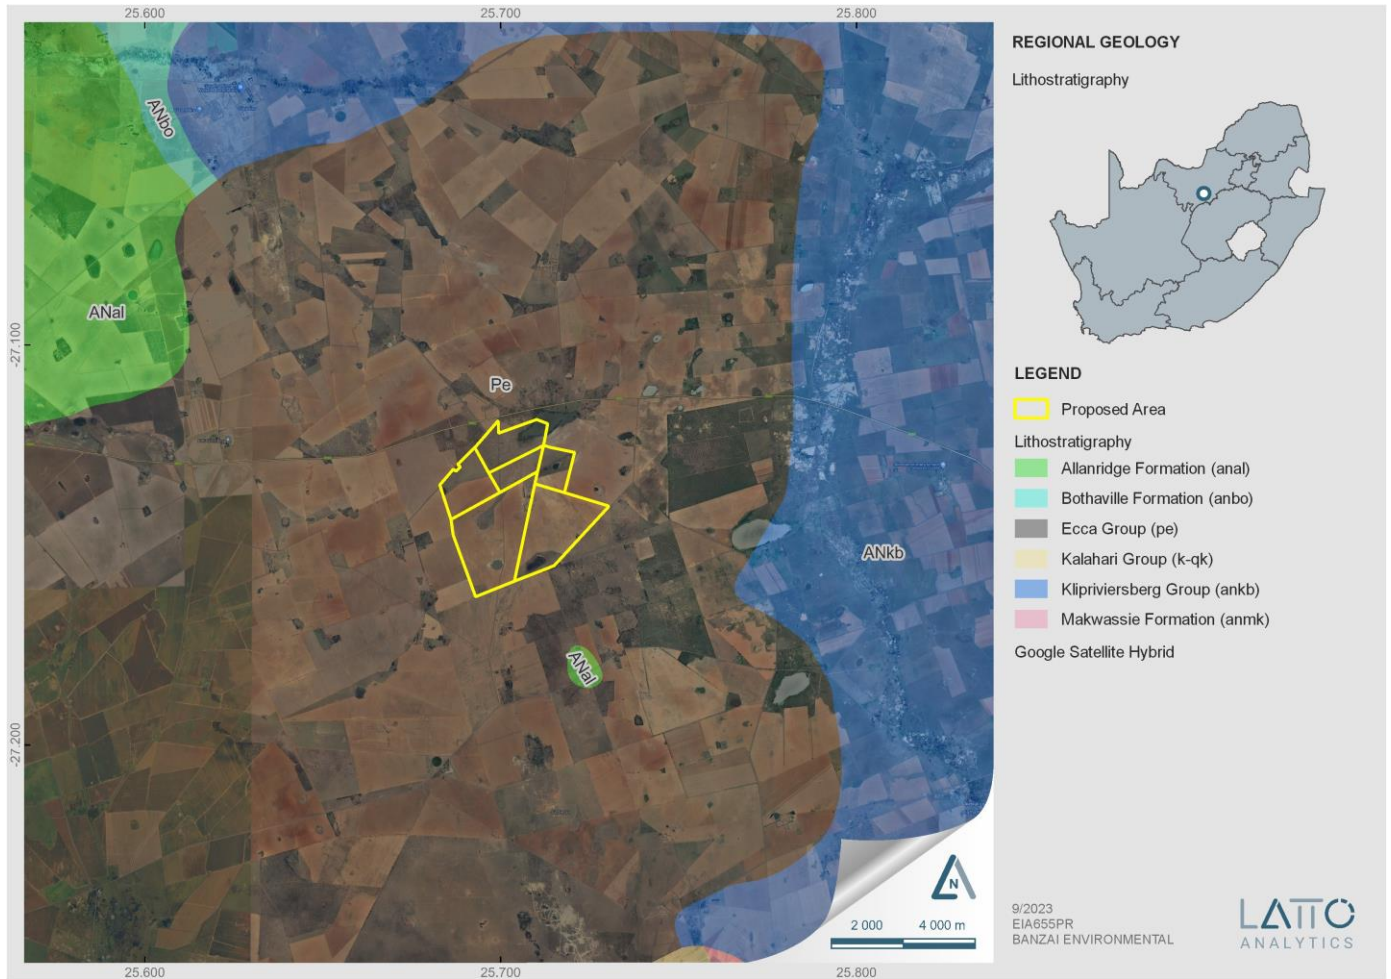 25.600
25.700
25.800
REGIONAL GEOLOGY
Lithostratigraphy
ANbo
ANal
-27.100
Pe
ANkb
ANal
-27.200
LEGEND
Proposed Area
Lithostratigraphy
Allanridge Formation (anal)
Bothaville Formation (anbo)
Ecca Group (pe)
Kalahari Group (k-qk)
Klipriviersberg Group (ankb)
Makwassie Formation (anmk)
Google Satellite Hybrid
N
2 000
4 000 m
9/2023
EIA655PR
BANZAI ENVIRONMENTAL
LATTO
ANALYTICS
25.600
25.700
25.800